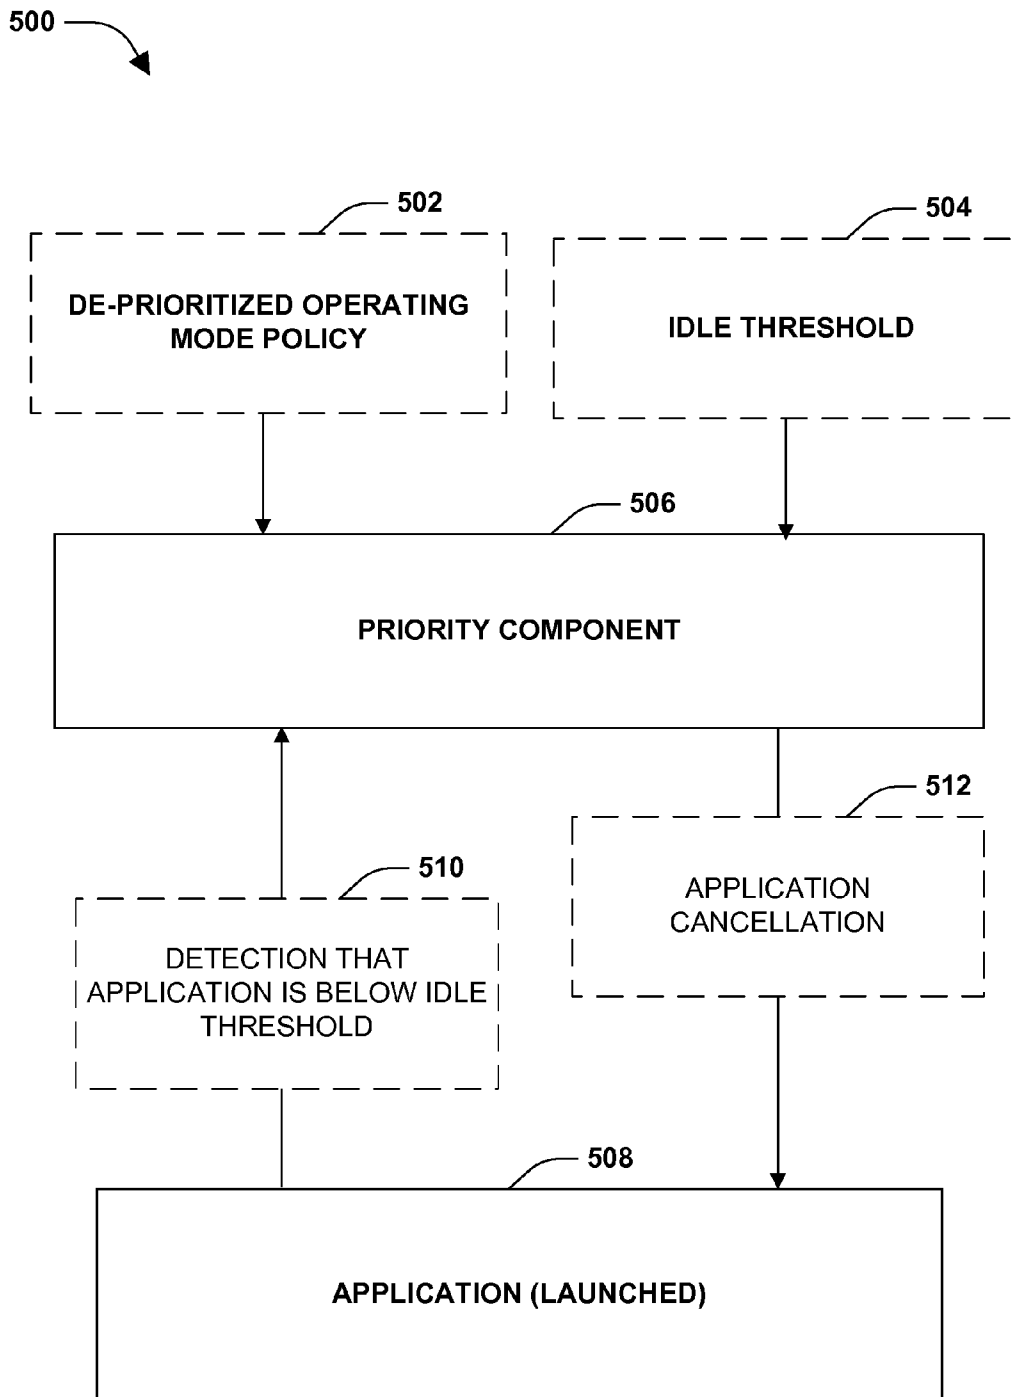 500
502
504
DE-PRIORITIZED OPERATING
MODE POLICY
IDLE THRESHOLD
506
PRIORITY COMPONENT
512
APPLICATION
CANCELLATION
510
DETECTION THAT
APPLICATION IS BELOW IDLE
THRESHOLD
508
APPLICATION (LAUNCHED)